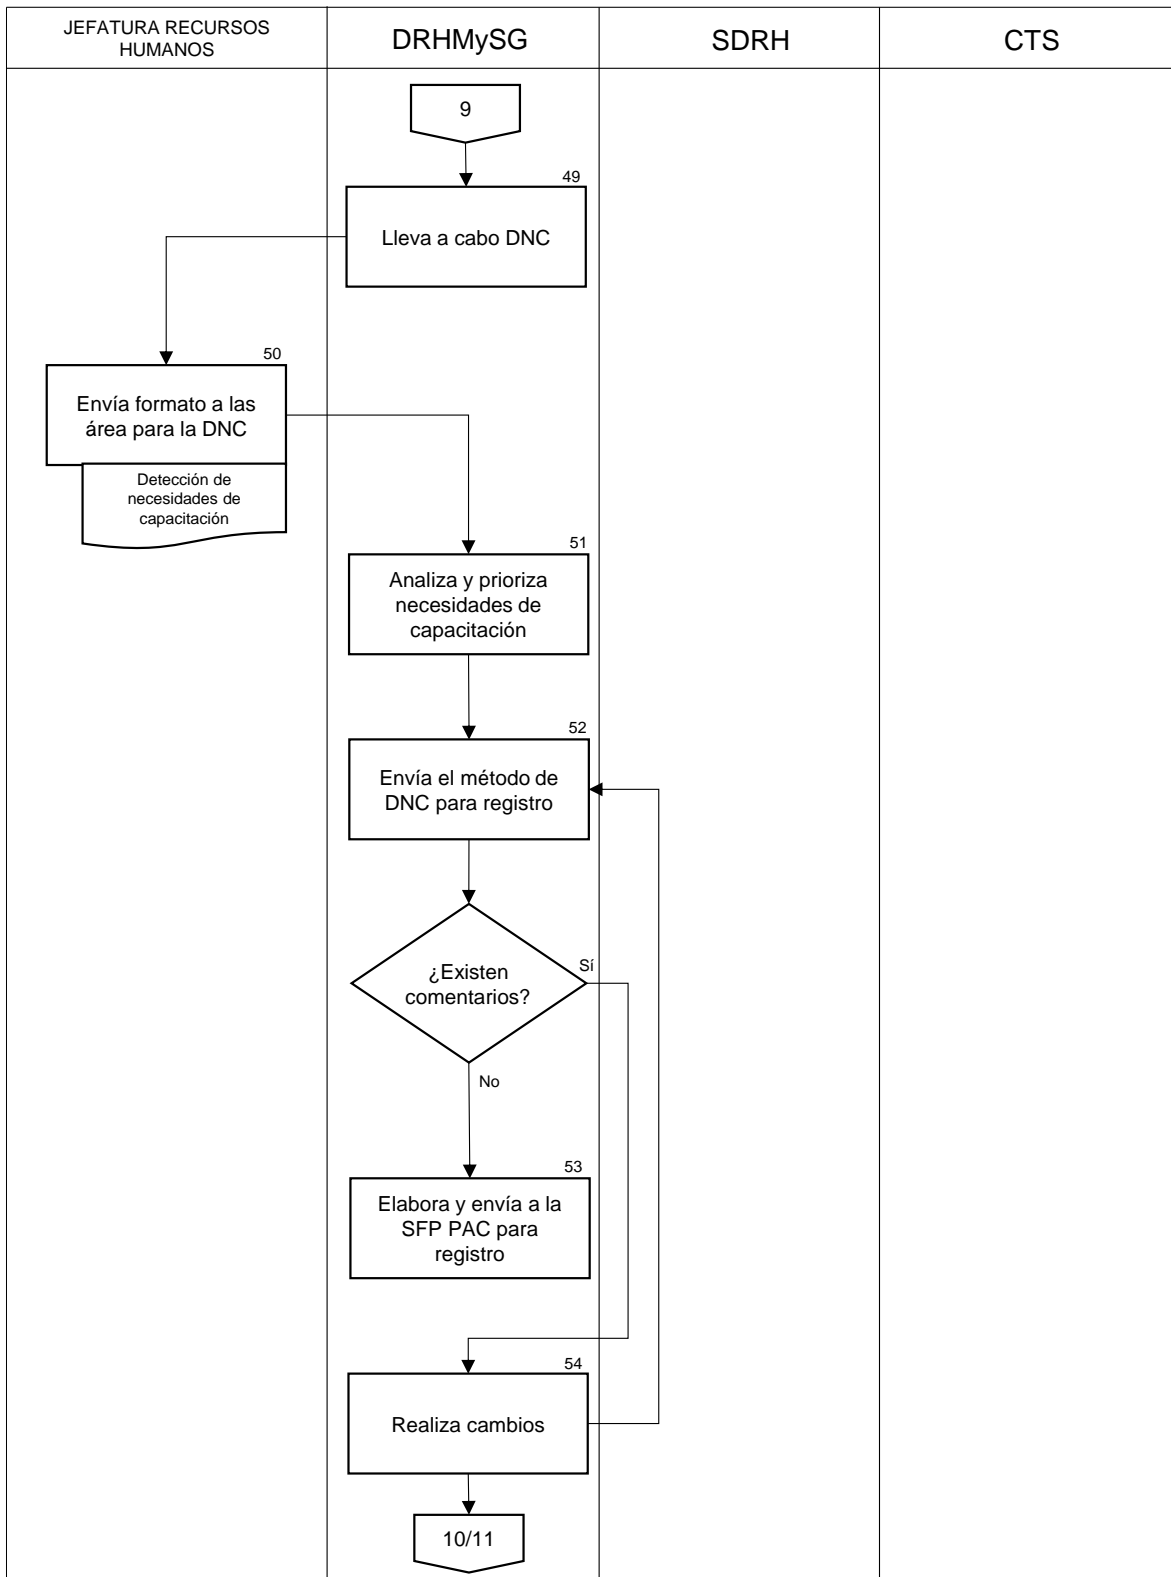 JEFATURA RECURSOS
HUMANOS
DRHMySG
SDRH
CTS
9
49
Lleva a cabo DNC
50
Envía formato a las
área para la DNC
Detección de
necesidades de
capacitación
51
Analiza y prioriza
necesidades de
capacitación
52
Envía el método de
DNC para registro
¿Existen
comentarios?
Sí
No
53
Elabora y envía a la
SFP PAC para
registro
54
Realiza cambios
10/11